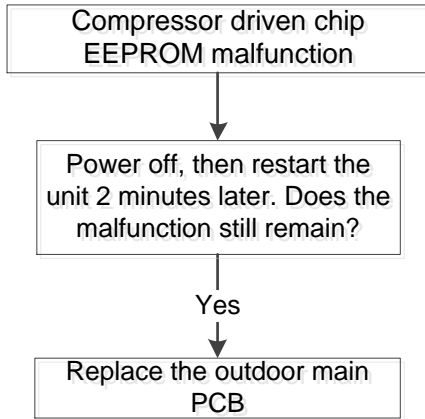 Compressor driven chip
EEPROM malfunction
Power off, then restart the
unit 2 minutes later. Does the
malfunction still remain?
Yes
Replace the outdoor main
PCB